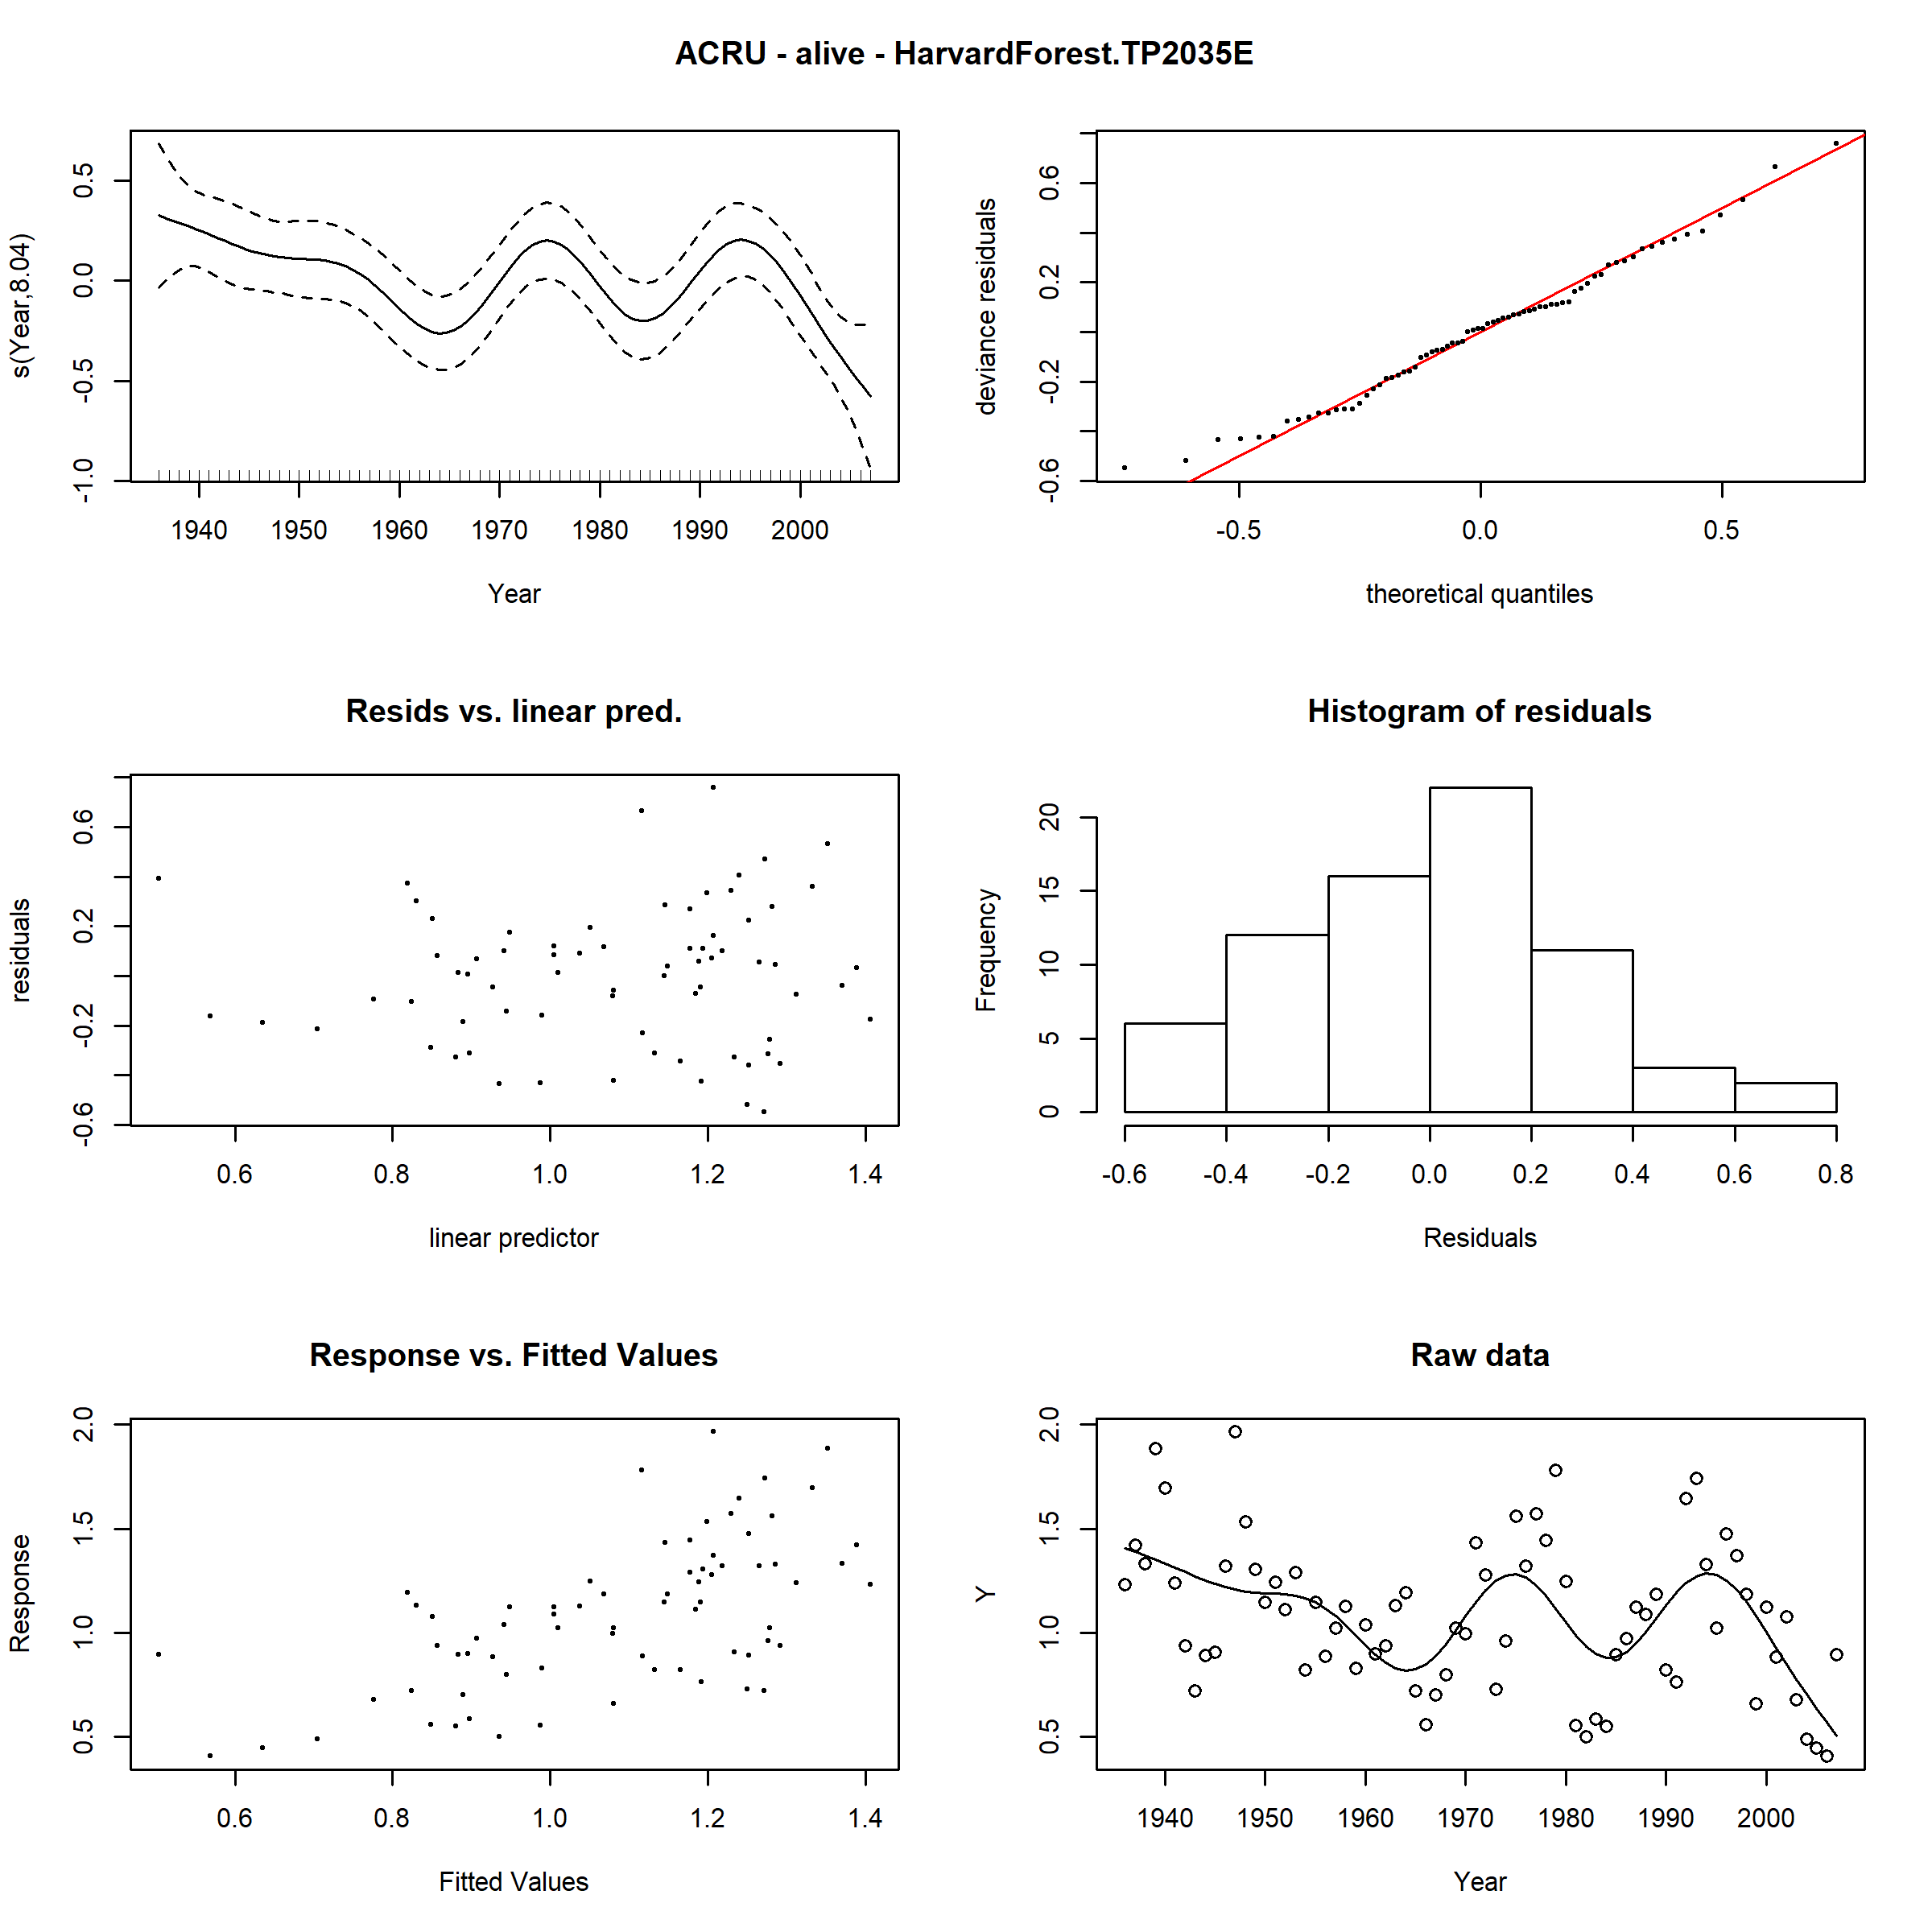 ACRU - alive - HarvardForest.TP2035E
s(Year,8.04)
0.5
0.0
-0.5
-1.0
1940 1950 1960 1970 1980 1990 2000
Year
deviance residuals
0.6
0.2
-0.2
-0.6
-0.5 0.0 0.5
theoretical quantiles
Resids vs. linear pred.
residuals
0.6
0.2
-0.2
-0.6
0.6 0.8 1.0 1.2 1.4
linear predictor
Histogram of residuals
Frequency
20
15
10
5
0
-0.6 -0.4 -0.2 0.0 0.2 0.4 0.6 0.8
Residuals
Response vs. Fitted Values
Response
2.0
1.5
1.0
0.5
0.6 0.8 1.0 1.2 1.4
Fitted Values
Raw data
Y
2.0
1.5
1.0
0.5
1940 1950 1960 1970 1980 1990 2000
Year